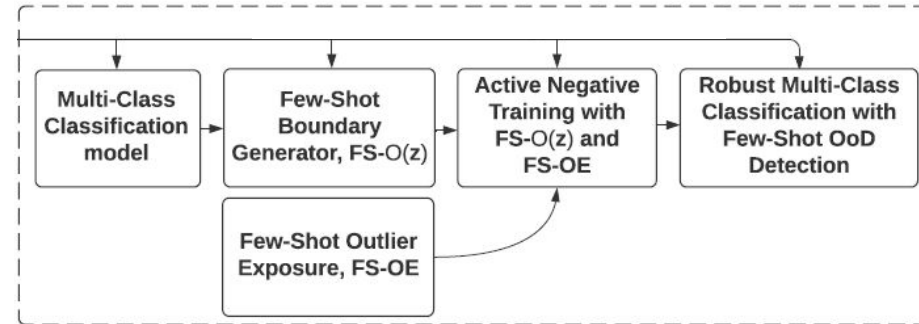 Multi-Class
Classification
model
Few-Shot
Boundary
Generator, FS-O(z)
Active Negative
Training with
FS-O(z) and
FS-OE
Robust Multi-Class
Classification with
Few-Shot OoD
Detection
Few-Shot Outlier
Exposure, FS-OE